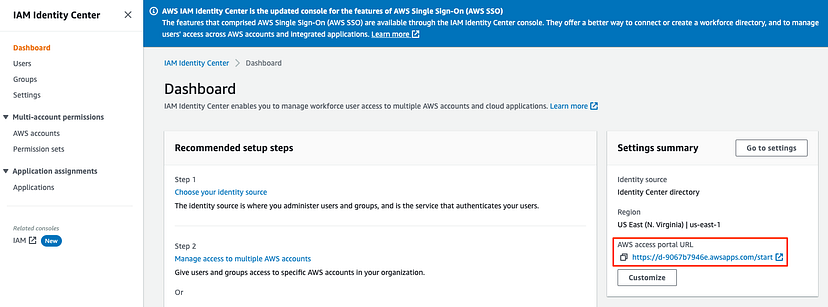 IAM Identity Center
Dashboard
Users
Groups
Settings
Multi-account permissions
AWS accounts
Permission sets
Application assignments
Applications
Related consoles
IAM New
AWS IAM Identity Center is the updated console for the features of AWS Single Sign-On (AWS SSO)
The features that comprised AWS Single Sign-On (AWS SSO) are available through the IAM Identity Center console. They offer a better way to connect or create a workforce directory, and to manage
users' access across AWS accounts and integrated applications. Learn more
IAM Identity Center > Dashboard
Dashboard
IAM Identity Center enables you to manage workforce user access to multiple AWS accounts and cloud applications. Learn more
Recommended setup steps
Step 1
Choose your identity source
The identity source is where you administer users and groups, and is the service that authenticates your users.
Step 2
Manage access to multiple AWS accounts
Give users and groups access to specific AWS accounts in your organization.
Or
Settings summary
Go to settings
Identity source
Identity Center directory
Region
US East (N. Virginia) | us-east-1
AWS access portal URL
https://d-9067b7946e.awsapps.com/start
Customize